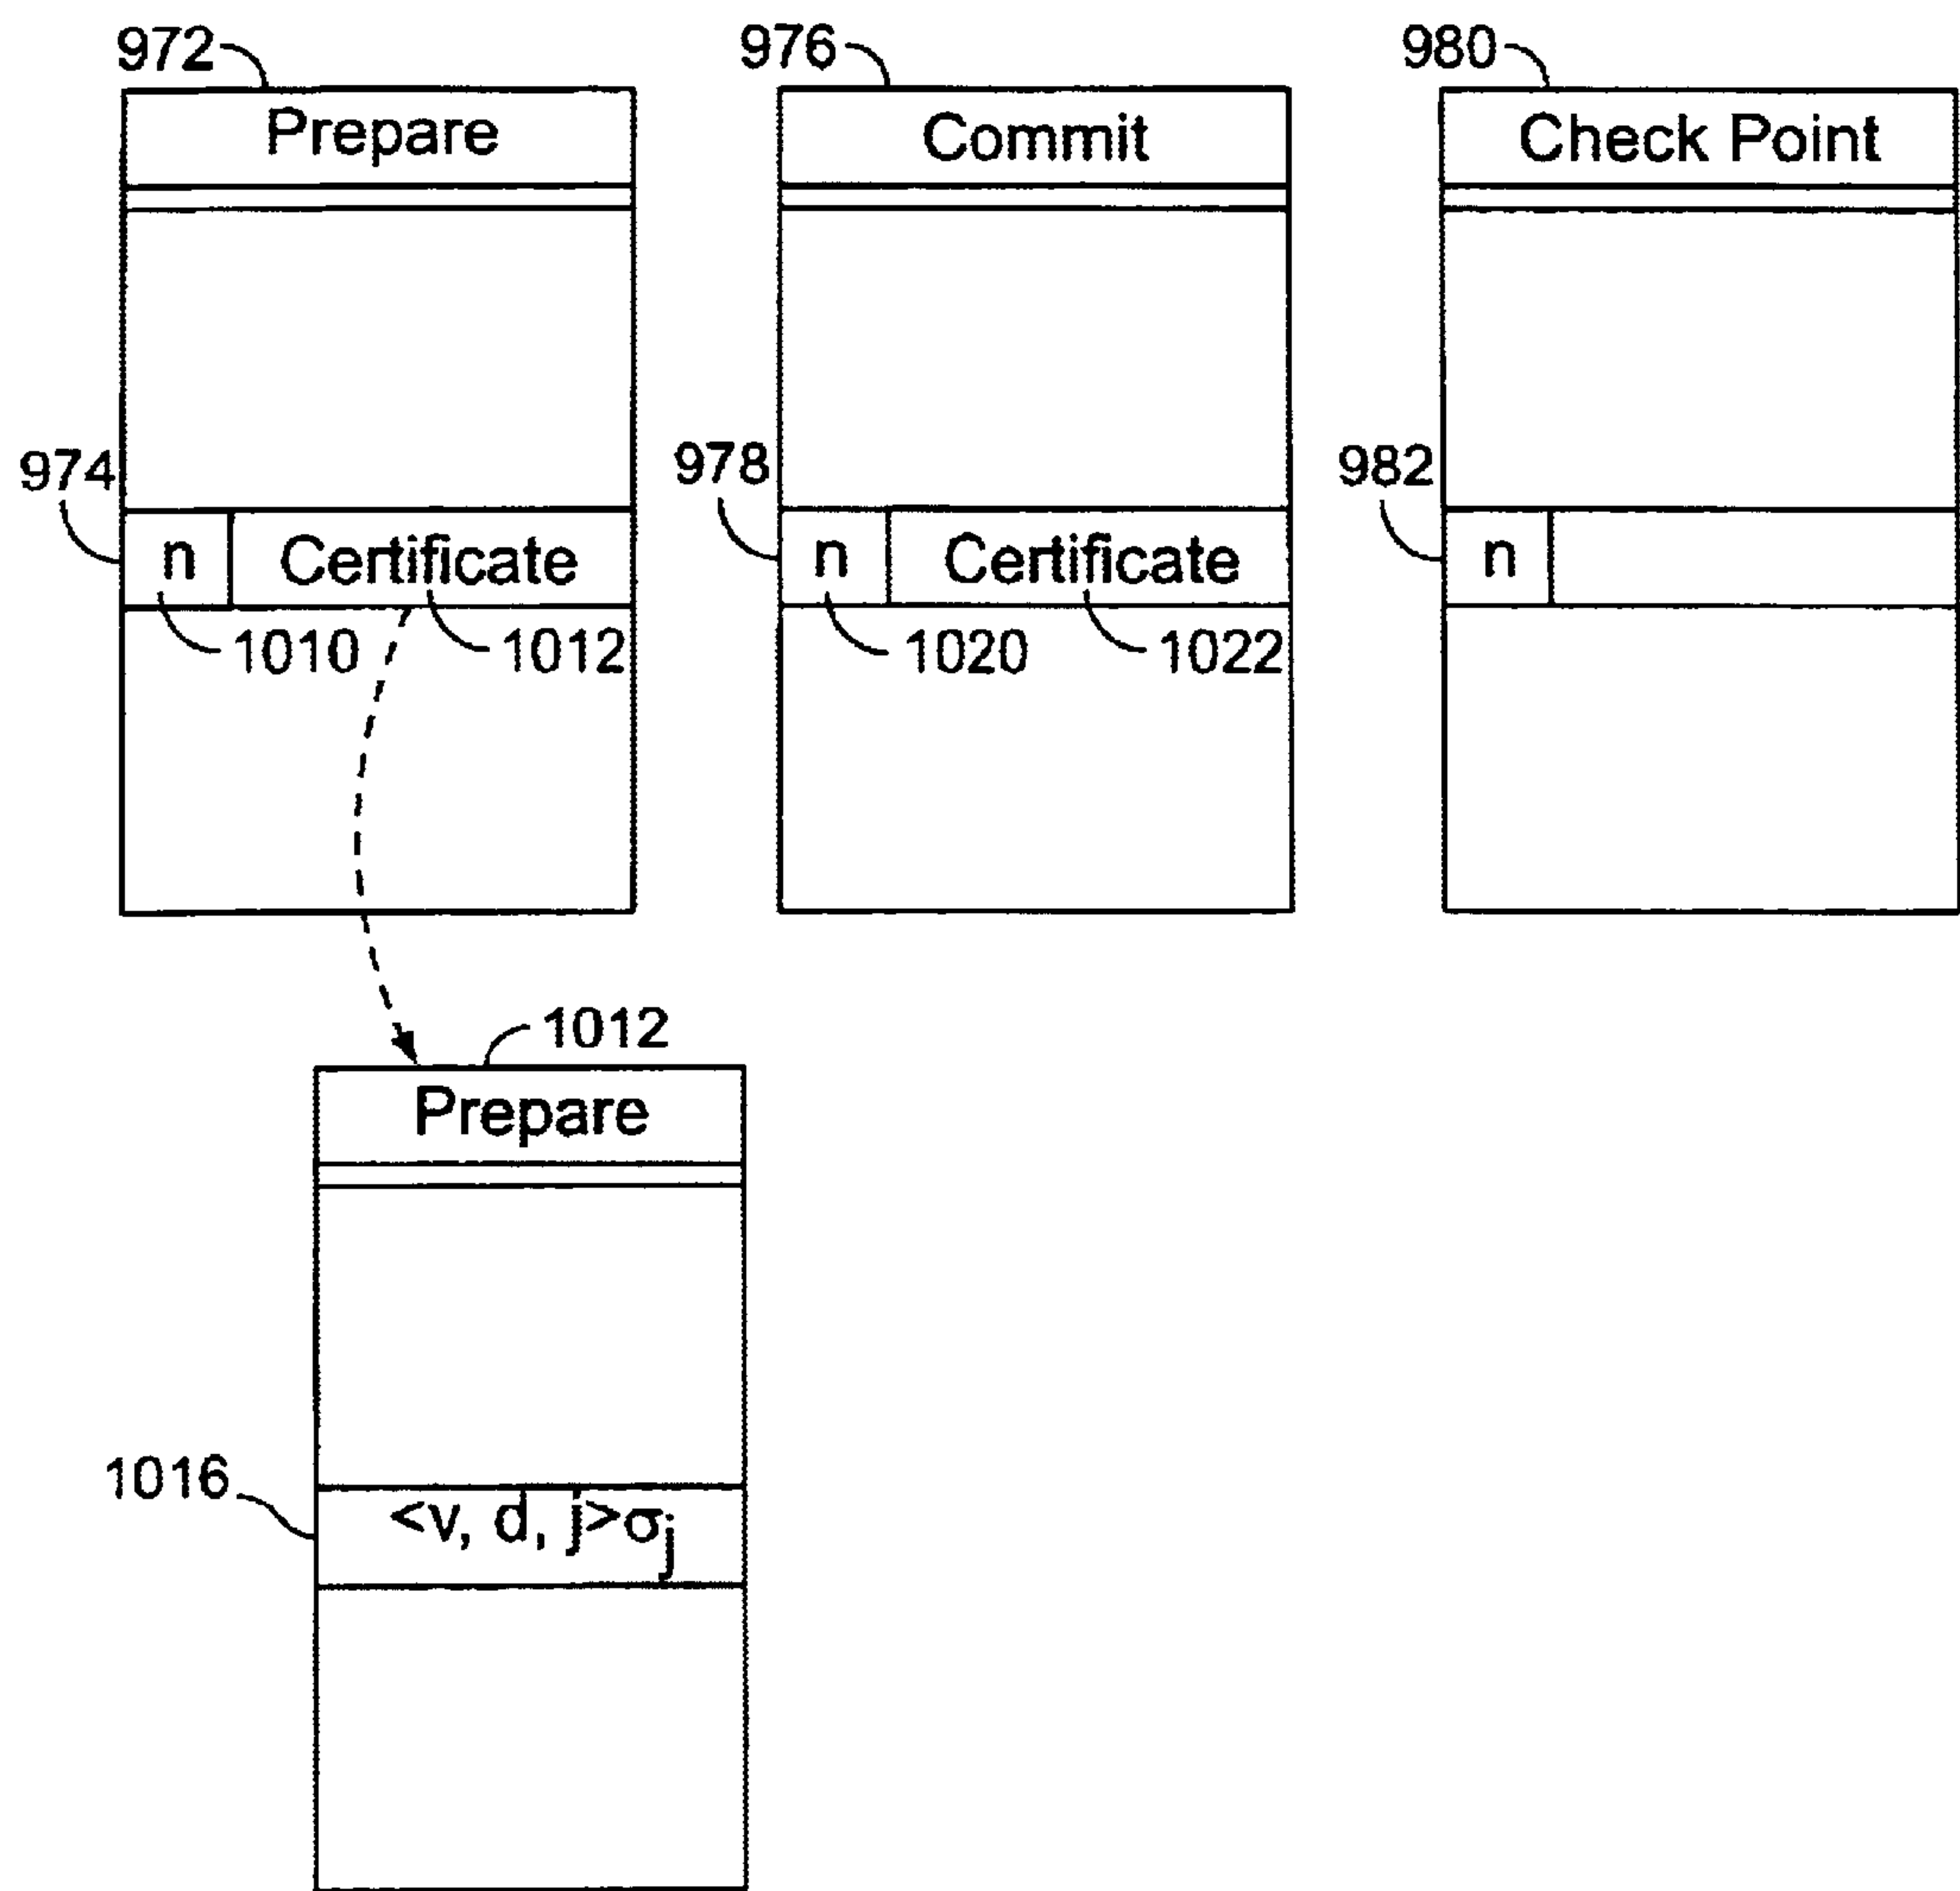 972 976 980
Prepare Commit Check Point
974 978 982
n Certificate n Certificate n
1010 1012 1020 1022
1012
Prepare
1016
<v, d, j>σj